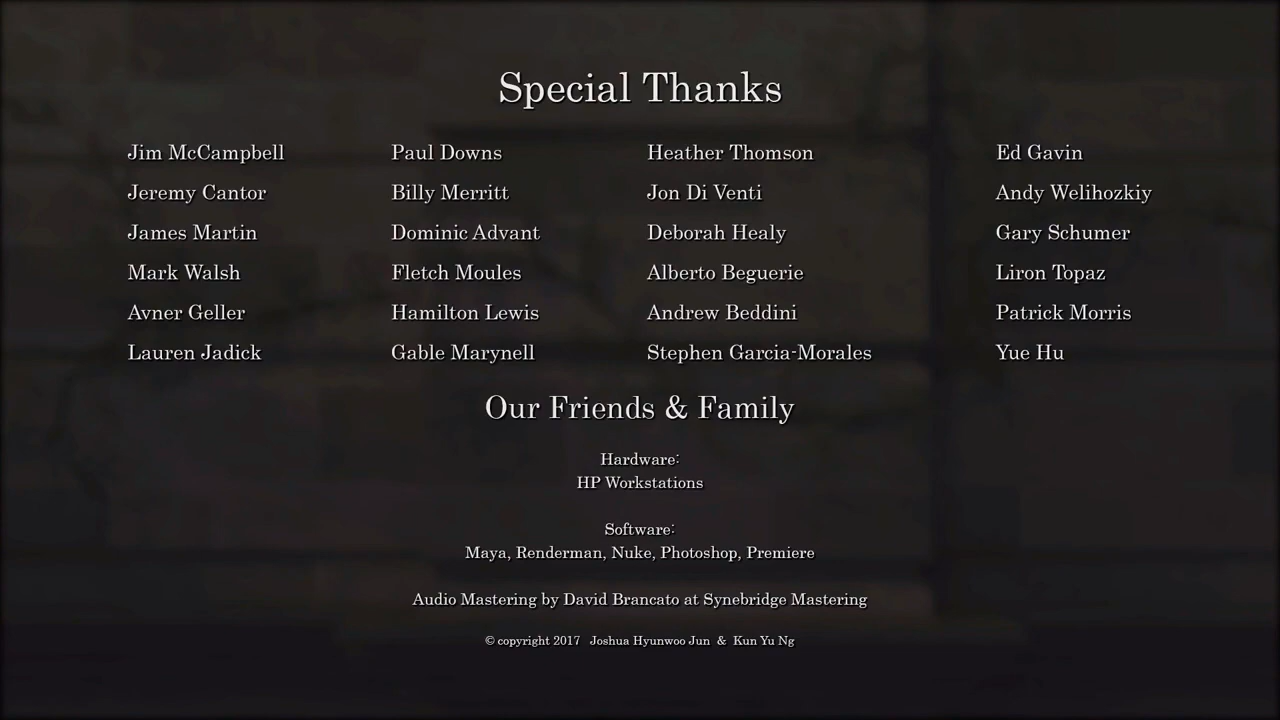 Special Thanks
Jim McCampbell Paul Downs Heather Thomson Ed Gavin
Jeremy Cantor Billy Merritt Jon Di Venti Andy Welihozkiy
James Martin Dominic Advant Deborah Healy Gary Schumer
Mark Walsh Fletch Moules Alberto Beguerie Liron Topaz
Avner Geller Hamilton Lewis Andrew Beddini Patrick Morris
Lauren Jadick Gable Marynell Stephen Garcia-Morales Yue Hu
Our Friends & Family
Hardware:
HP Workstations
Software:
Maya, Renderman, Nuke, Photoshop, Premiere
Audio Mastering by David Brancato at Synebridge Mastering
© copyright 2017 Joshua Hyunwoo Jun & Kun Yu Ng